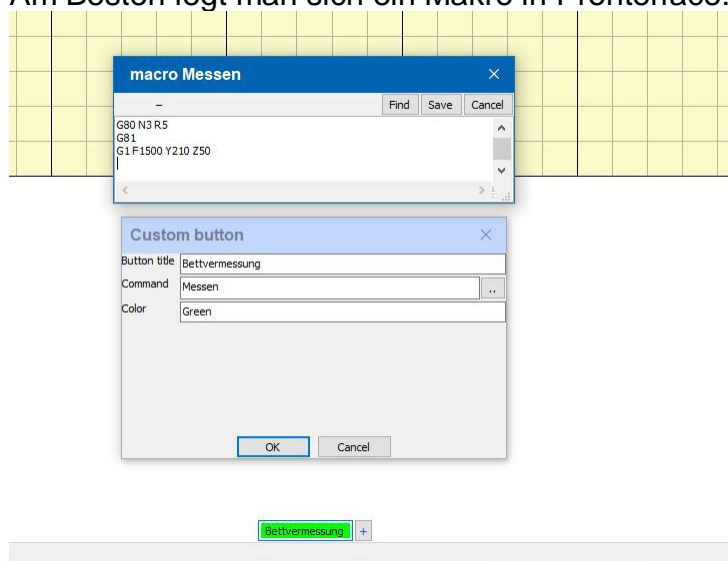 Am Besten legt man sich ein Makro in Pronterface.
macro Messen
Find Save Cancel
G80 N3 R5
G81
G1 F1500 Y210 Z50
Custom button
Button title Bettvermessung
Command Messen ..
Color Green
OK Cancel
Bettvermessung +